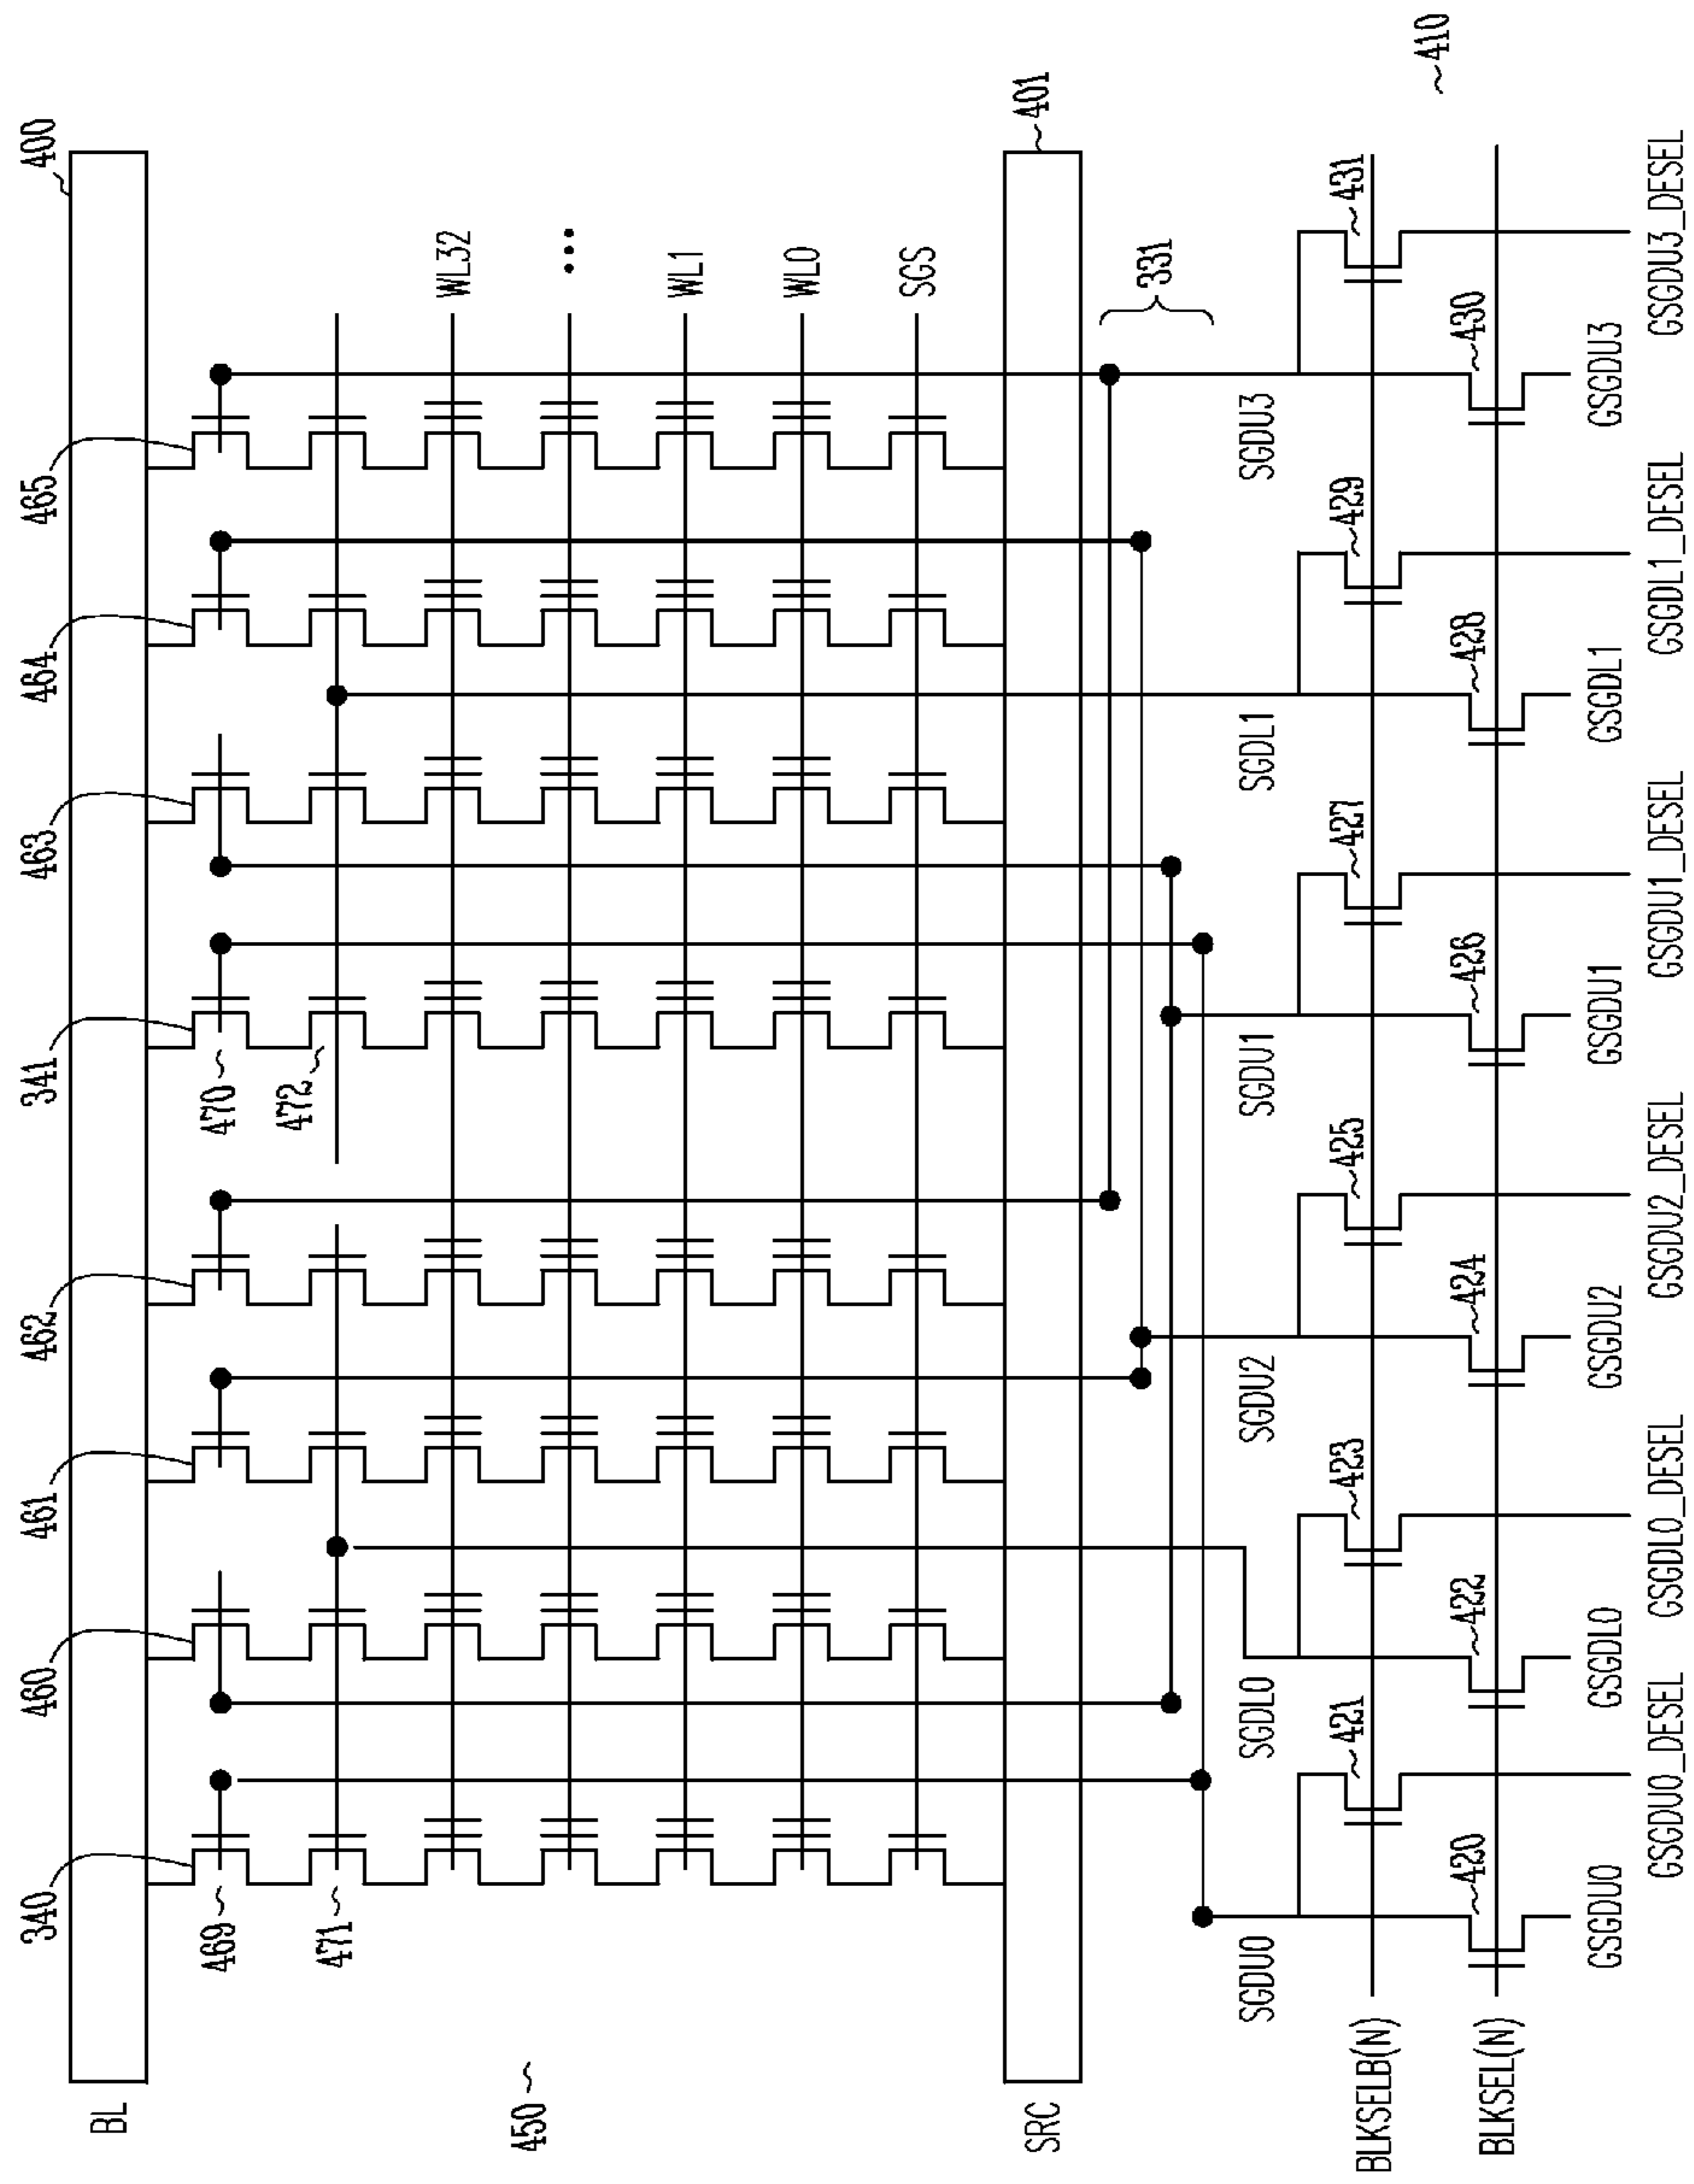 BL
400
340
460
461
462
341
463
464
465
469
470
471
472
WL32
...
WL1
WL0
SGS
450
SRC
401
331
SGDU0
SGDL0
SGDU2
SGDU1
SGDL1
SGDU3
BLKSELB(N)
421
423
425
427
429
431
BLKSEL(N)
420
422
424
426
428
430
410
GSGDU0
GSGDL0
GSGDU2
GSGDU1
GSGDL1
GSGDU3
GSGDU0_DESEL
GSGDL0_DESEL
GSGDU2_DESEL
GSGDU1_DESEL
GSGDL1_DESEL
GSGDU3_DESEL